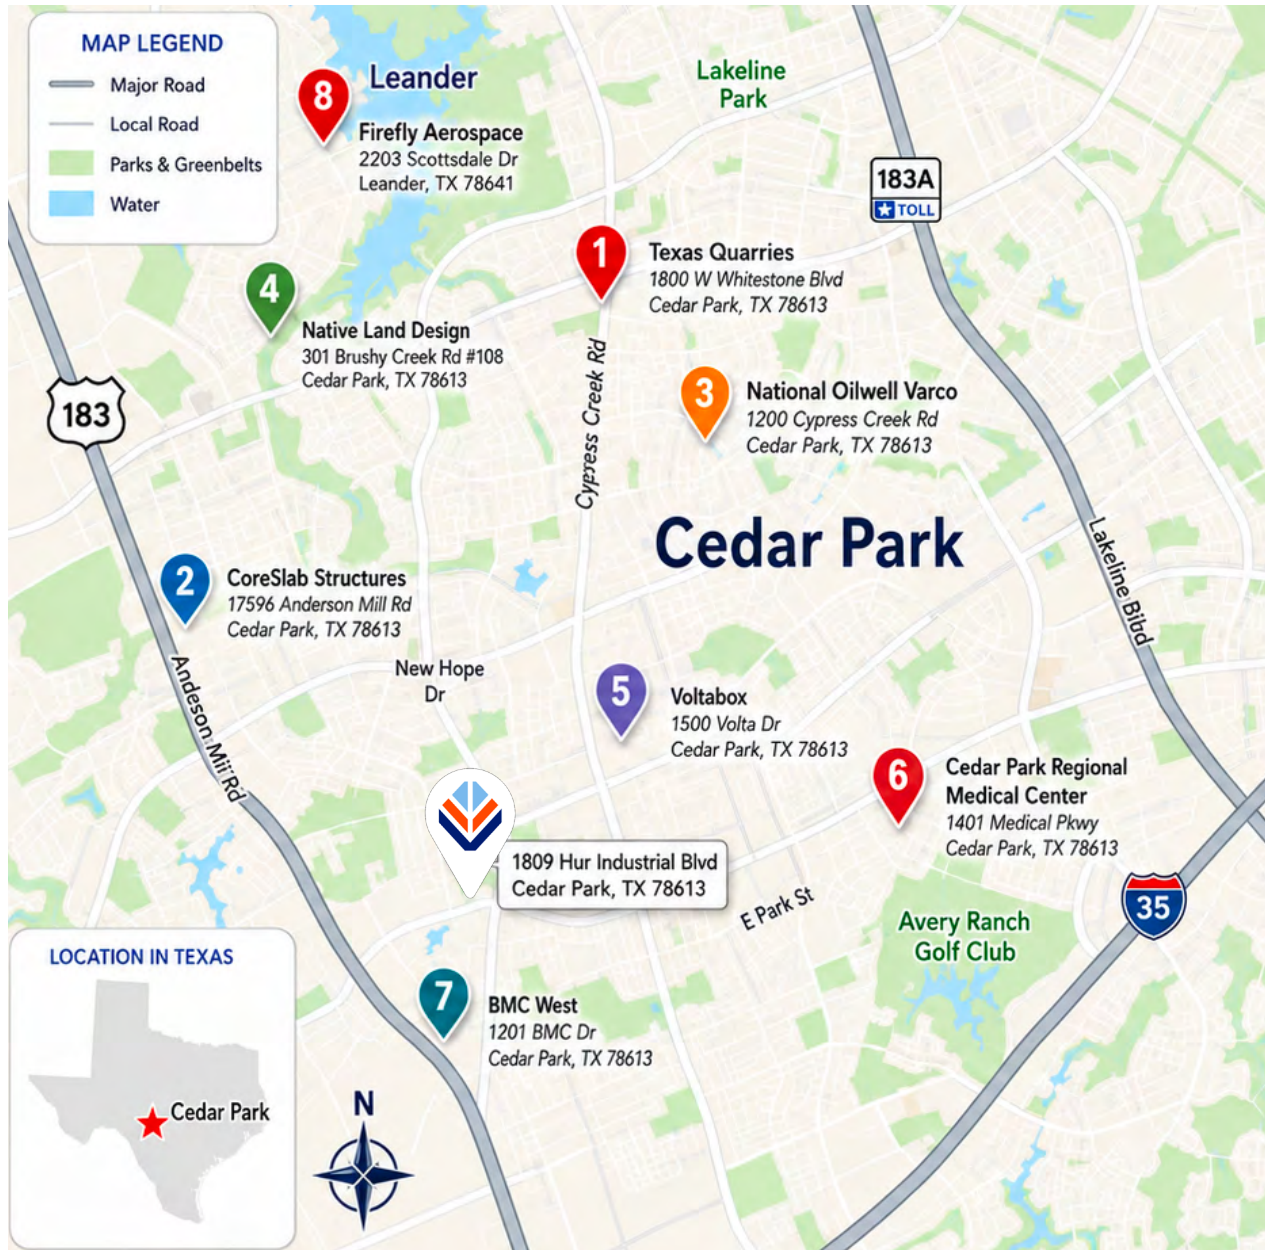 MAP LEGEND
Major Road
Local Road
Parks & Greenbelts
Water
Leander
8
Firefly Aerospace
2203 Scottsdale Dr
Leander, TX 78641
Lakeline
Park
183A
TOLL
1
Texas Quarries
1800 W Whitestone Blvd
Cedar Park, TX 78613
4
Native Land Design
301 Brushy Creek Rd #108
Cedar Park, TX 78613
183
Cypress Creek Rd
3
National Oilwell Varco
1200 Cypress Creek Rd
Cedar Park, TX 78613
Cedar Park
Lakeline Bilbd
2
CoreSlab Structures
17596 Anderson Mill Rd
Cedar Park, TX 78613
Andeson Mil Rd
New Hope
Dr
5
Voltabox
1500 Volta Dr
Cedar Park, TX 78613
6
Cedar Park Regional
Medical Center
1401 Medical Pkwy
Cedar Park, TX 78613
1809 Hur Industrial Blvd
Cedar Park, TX 78613
E Park St
Avery Ranch
Golf Club
35
7
BMC West
1201 BMC Dr
Cedar Park, TX 78613
LOCATION IN TEXAS
Cedar Park
N